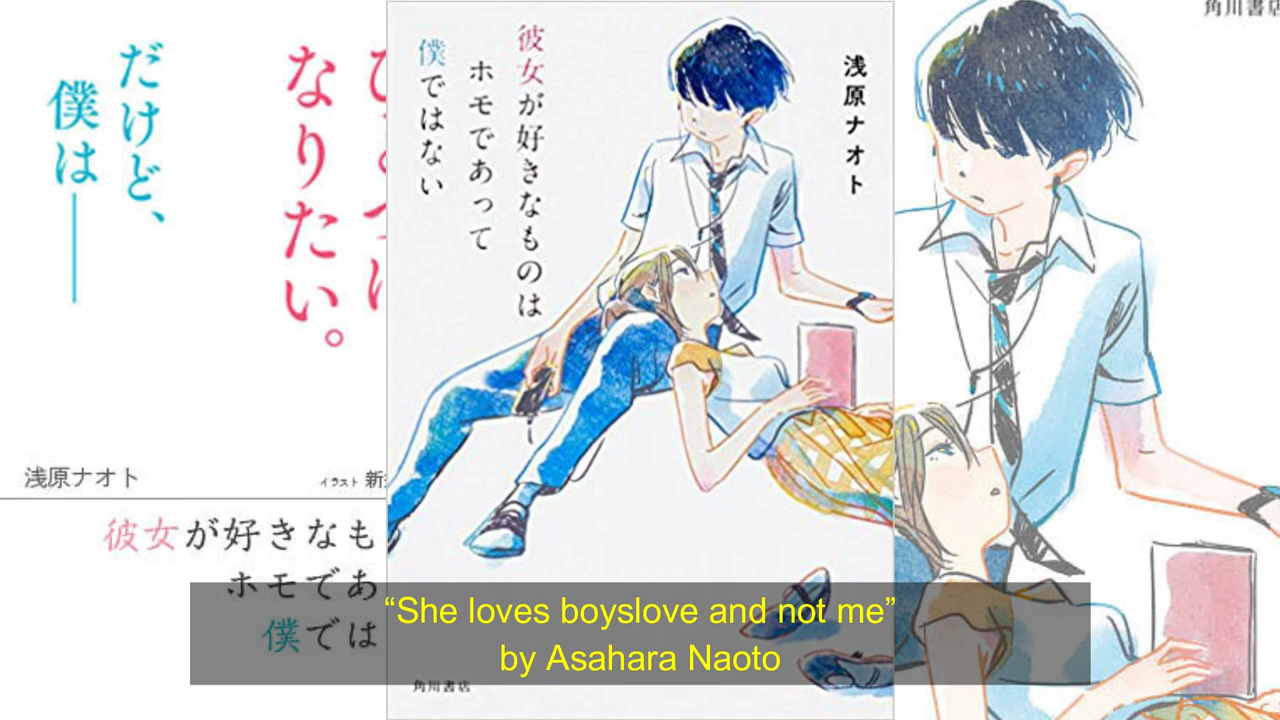 なりたい。
だけど、
僕は――
浅原ナオト
イラスト 新
彼女が好きなも
ホモであ
僕では
彼女が好きなものは
ホモであって
僕ではない
浅原ナオト
角川書店
角川書店
“She loves boyslove and not me”
by Asahara Naoto